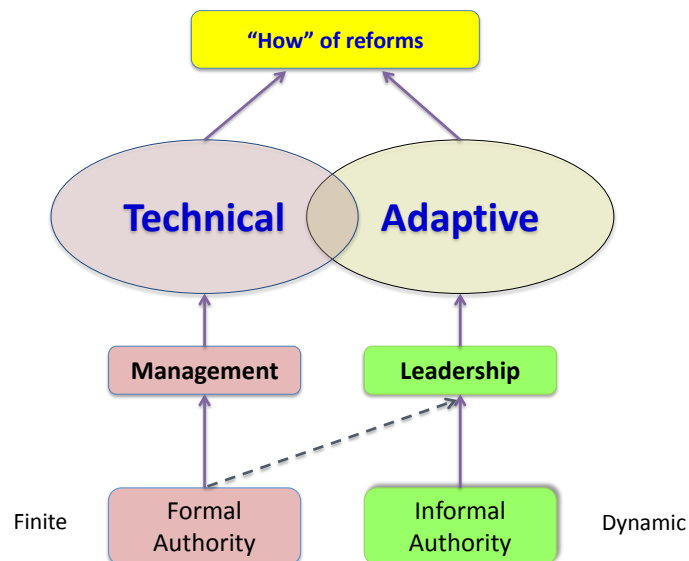 “How” of reforms
Technical
Adaptive
Management
Leadership
Finite
Formal
Authority
Informal
Authority
Dynamic